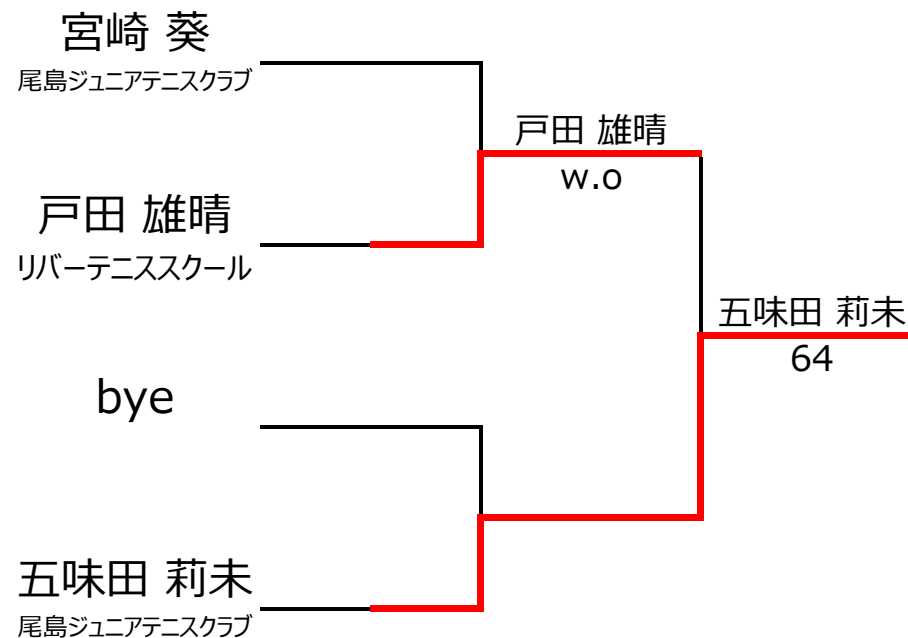 宮崎 葵
尾島ジュニアテニスクラブ
戸田 雄晴
w.o
戸田 雄晴
リバーテニススクール
五味田 莉未
64
bye
五味田 莉未
尾島ジュニアテニスクラブ